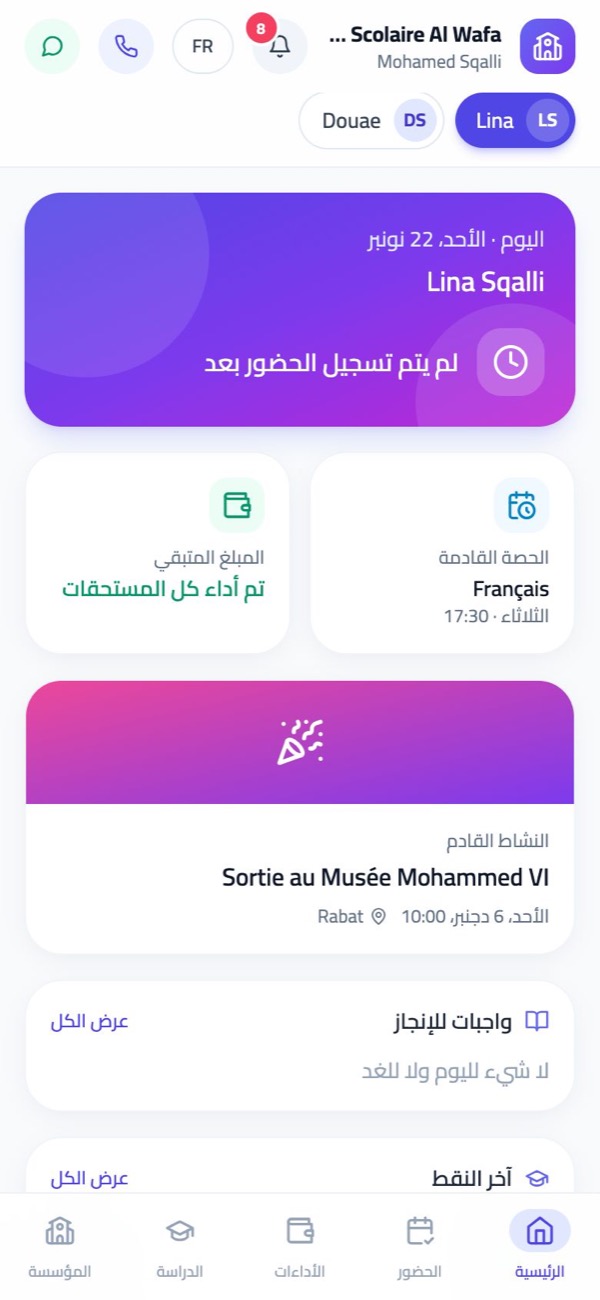 Scolaire Al Wafa ...
Mohamed Sqalli
8
FR
LS Lina
DS Douae
اليوم · الأحد، 22 نونبر
Lina Sqalli
لم يتم تسجيل الحضور بعد
الحصة القادمة
Français
الثلاثاء · 17:30
المبلغ المتبقي
تم أداء كل المستحقات
النشاط القادم
Sortie au Musée Mohammed VI
الأحد، 6 دجنبر، 10:00 Rabat
واجبات للإنجاز
عرض الكل
لا شيء لليوم ولا للغد
آخر النقط
عرض الكل
الرئيسية
الحضور
الأداءات
الدراسة
المؤسسة